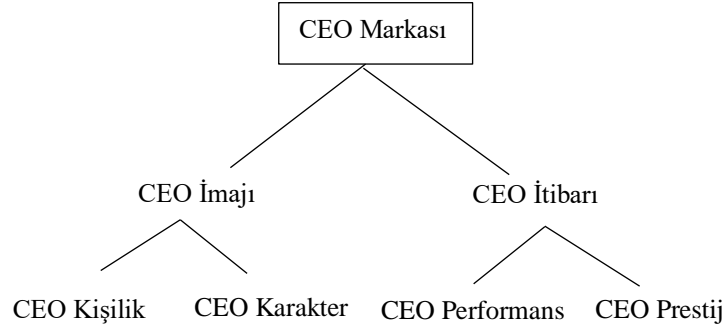 CEO Markası
CEO İmajı
CEO İtibarı
CEO Kişilik
CEO Karakter
CEO Performans
CEO Prestij